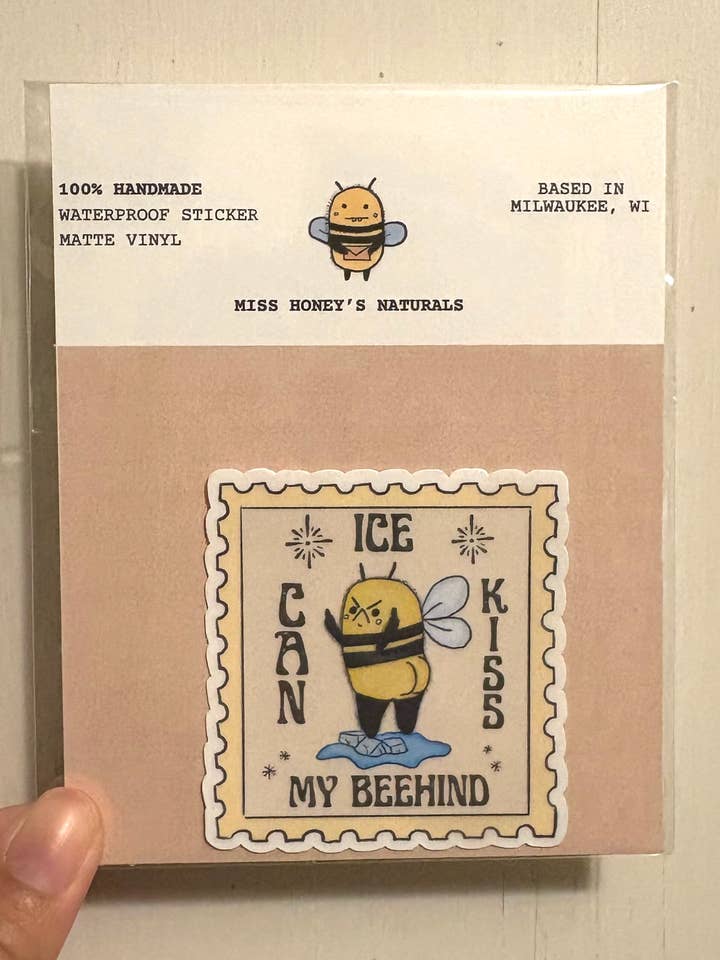 100% HANDMADE
WATERPROOF STICKER
MATTE VINYL
BASED IN
MILWAUKEE, WI
MISS HONEY'S NATURALS
ICE
CAN
KISS
MY BEEHIND